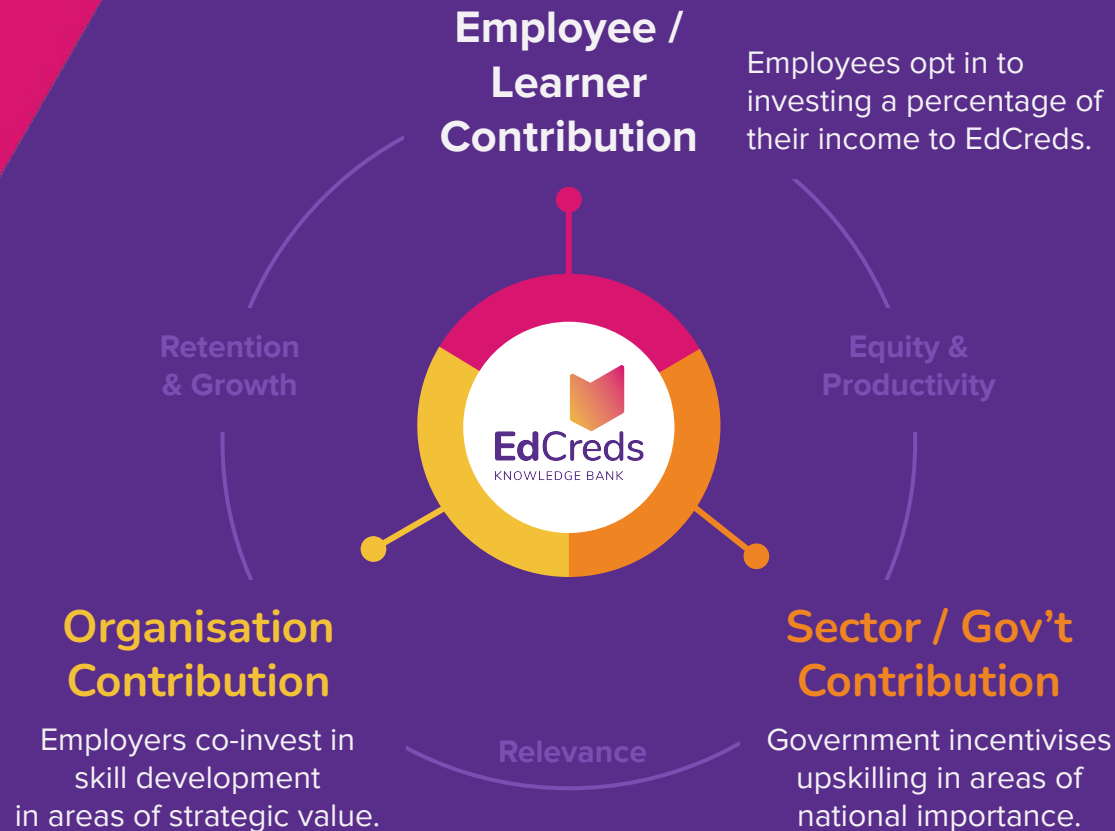 Employee /
Learner
Contribution
Employees opt in to
investing a percentage of
their income to EdCreds.
Retention
& Growth
Equity &
Productivity
EdCreds
KNOWLEDGE BANK
Organisation
Contribution
Employers co-invest in
skill development
in areas of strategic value.
Relevance
Sector / Gov't
Contribution
Government incentivises
upskilling in areas of
national importance.